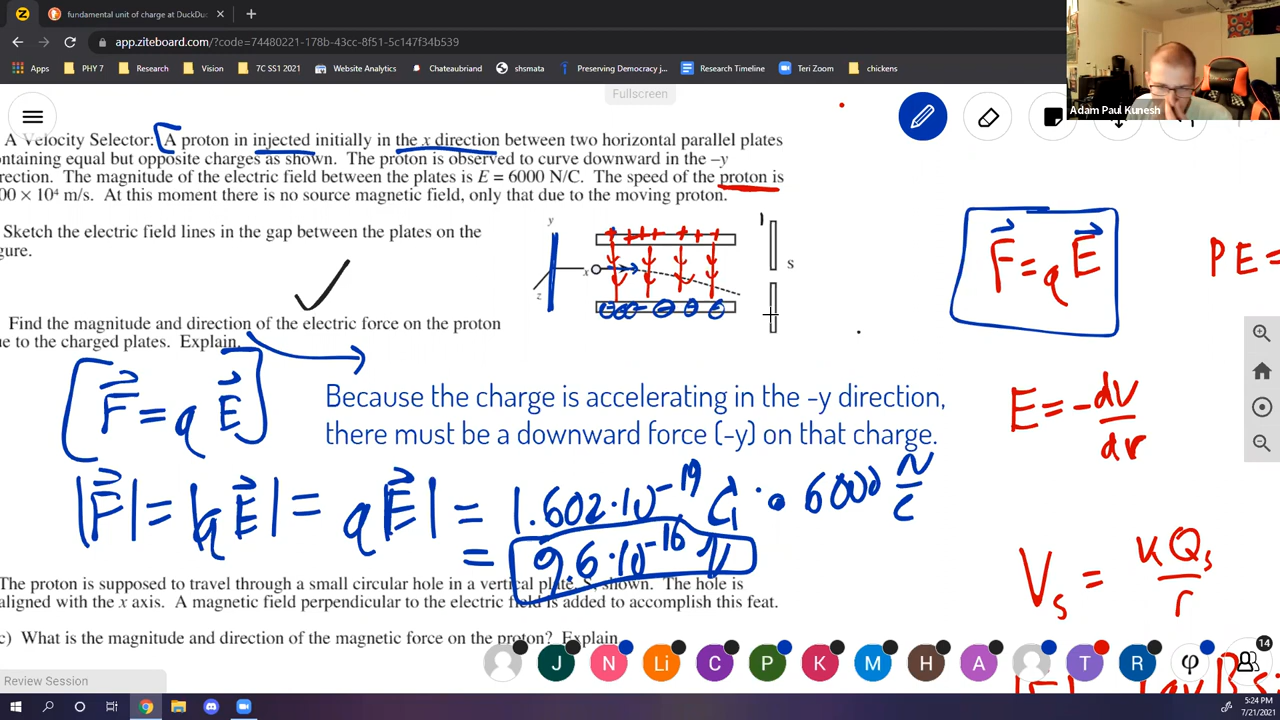 fundamental unit of charge at DuckDuc
app.ziteboard.com/?code=74480221-178b-43cc-8f51-5c147f34b539
Apps PHY 7 Research Vision 7C SS1 2021 Website Analytics Chateaubriand shsmata Preserving Democracy j... Research Timeline Teri Zoom chickens
Fullscreen
Adam Paul Kunesh
A Velocity Selector: A proton in injected initially in the x direction between two horizontal parallel plates
ontaining equal but opposite charges as shown. The proton is observed to curve downward in the –y
rection. The magnitude of the electric field between the plates is E = 6000 N/C. The speed of the proton is
00 × 10⁴ m/s. At this moment there is no source magnetic field, only that due to the moving proton.
Sketch the electric field lines in the gap between the plates on the
gure.
y
x
z
S
Find the magnitude and direction of the electric force on the proton
ue to the charged plates. Explain.
F = q E
Because the charge is accelerating in the -y direction,
there must be a downward force (-y) on that charge.
|F| = |qE| = q|E| = 1.602·10⁻¹⁹ C · 6000 N/C
= 9.6·10⁻¹⁶ N
F = q E
PE =
E = - dV/dr
Vs = kQs/r
The proton is supposed to travel through a small circular hole in a vertical plate, S, shown. The hole is
aligned with the x axis. A magnetic field perpendicular to the electric field is added to accomplish this feat.
c) What is the magnitude and direction of the magnetic force on the proton? Explain.
J N Li C P K M H A T R φ 14
Review Session
5:24 PM
7/21/2021